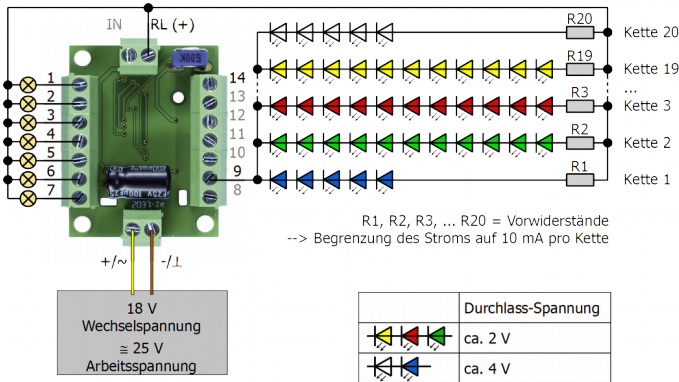 IN RL (+)
R20
Kette 20
R19
1 14 Kette 19
2 13
...
R3
3 12 Kette 3
4 11
R2
5 10 Kette 2
R1
6 9 Kette 1
7 8
R1, R2, R3, ... R20 = Vorwiderstände
--> Begrenzung des Stroms auf 10 mA pro Kette
+/~ -/⊥
18 V
Wechselspannung
≅ 25 V
Arbeitsspannung
Durchlass-Spannung
ca. 2 V
ca. 4 V